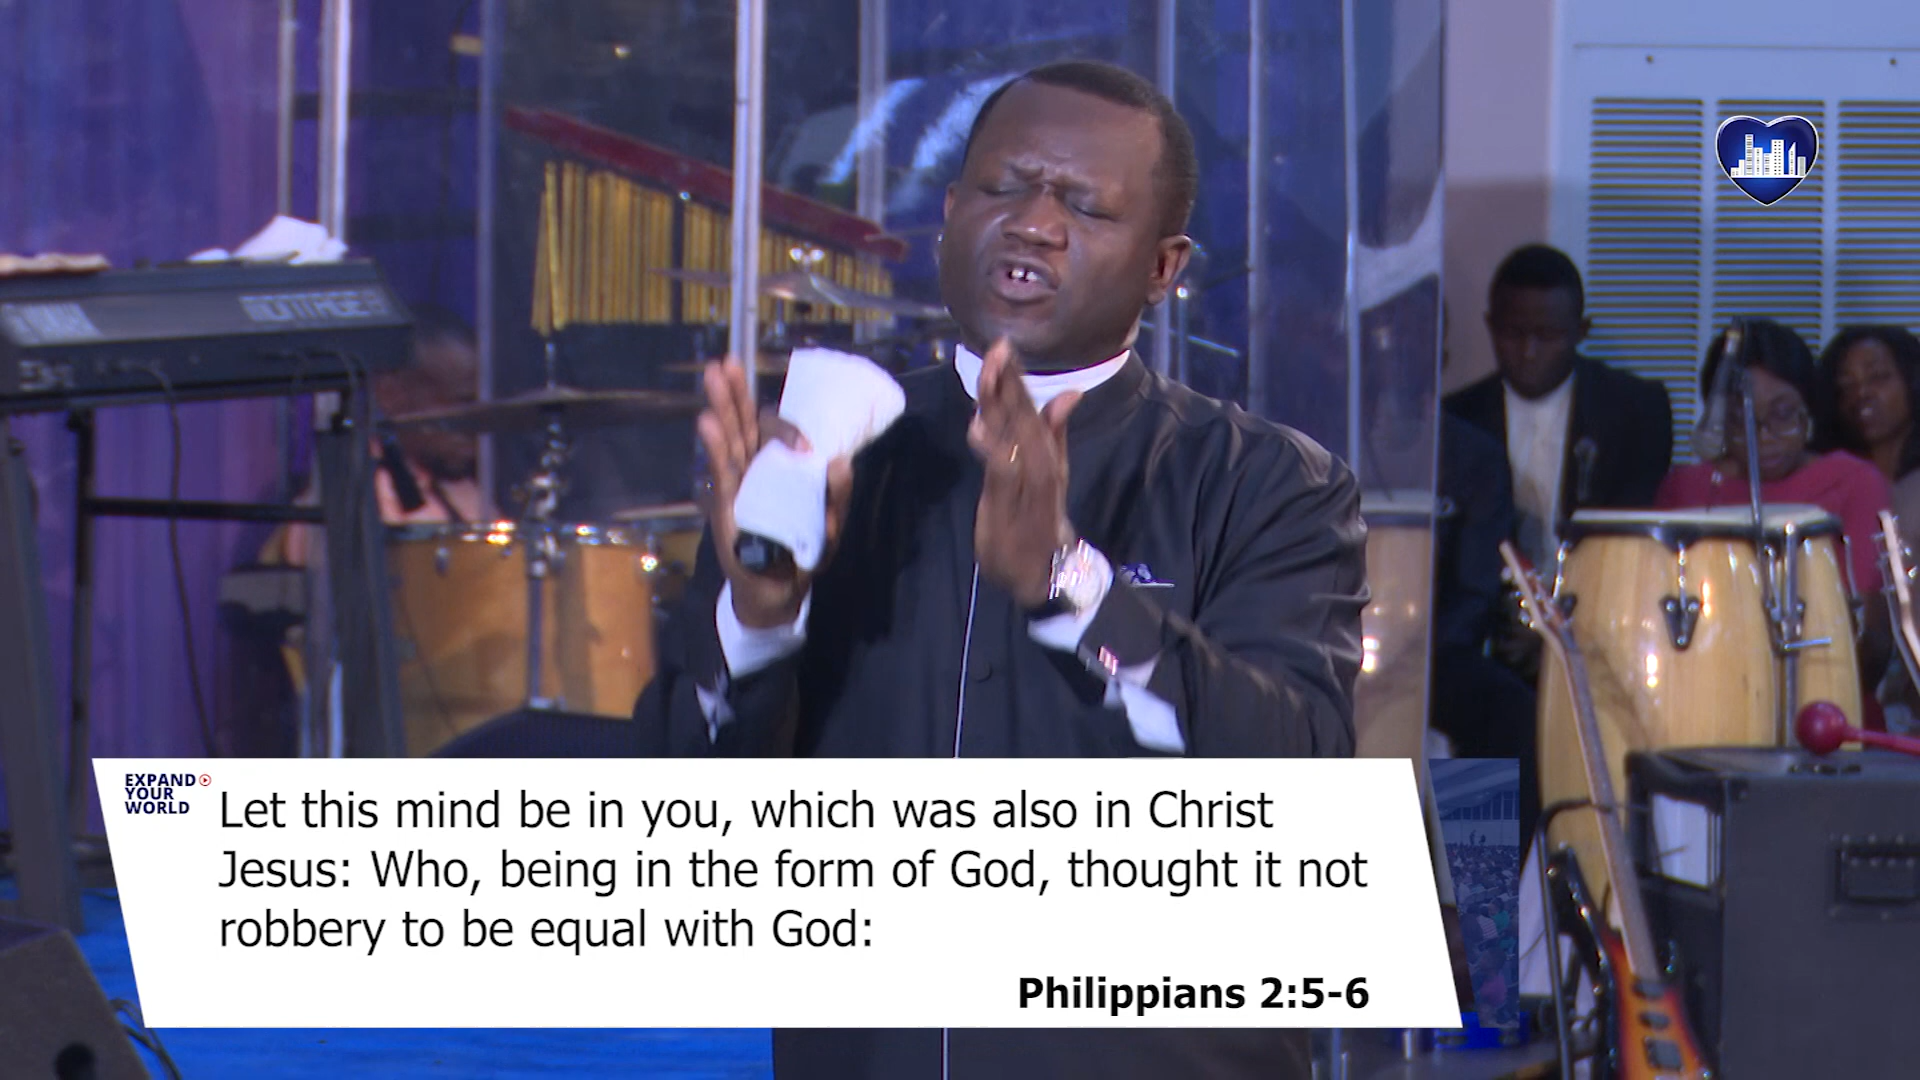 EXPAND
YOUR
WORLD
Let this mind be in you, which was also in Christ
Jesus: Who, being in the form of God, thought it not
robbery to be equal with God:
Philippians 2:5-6